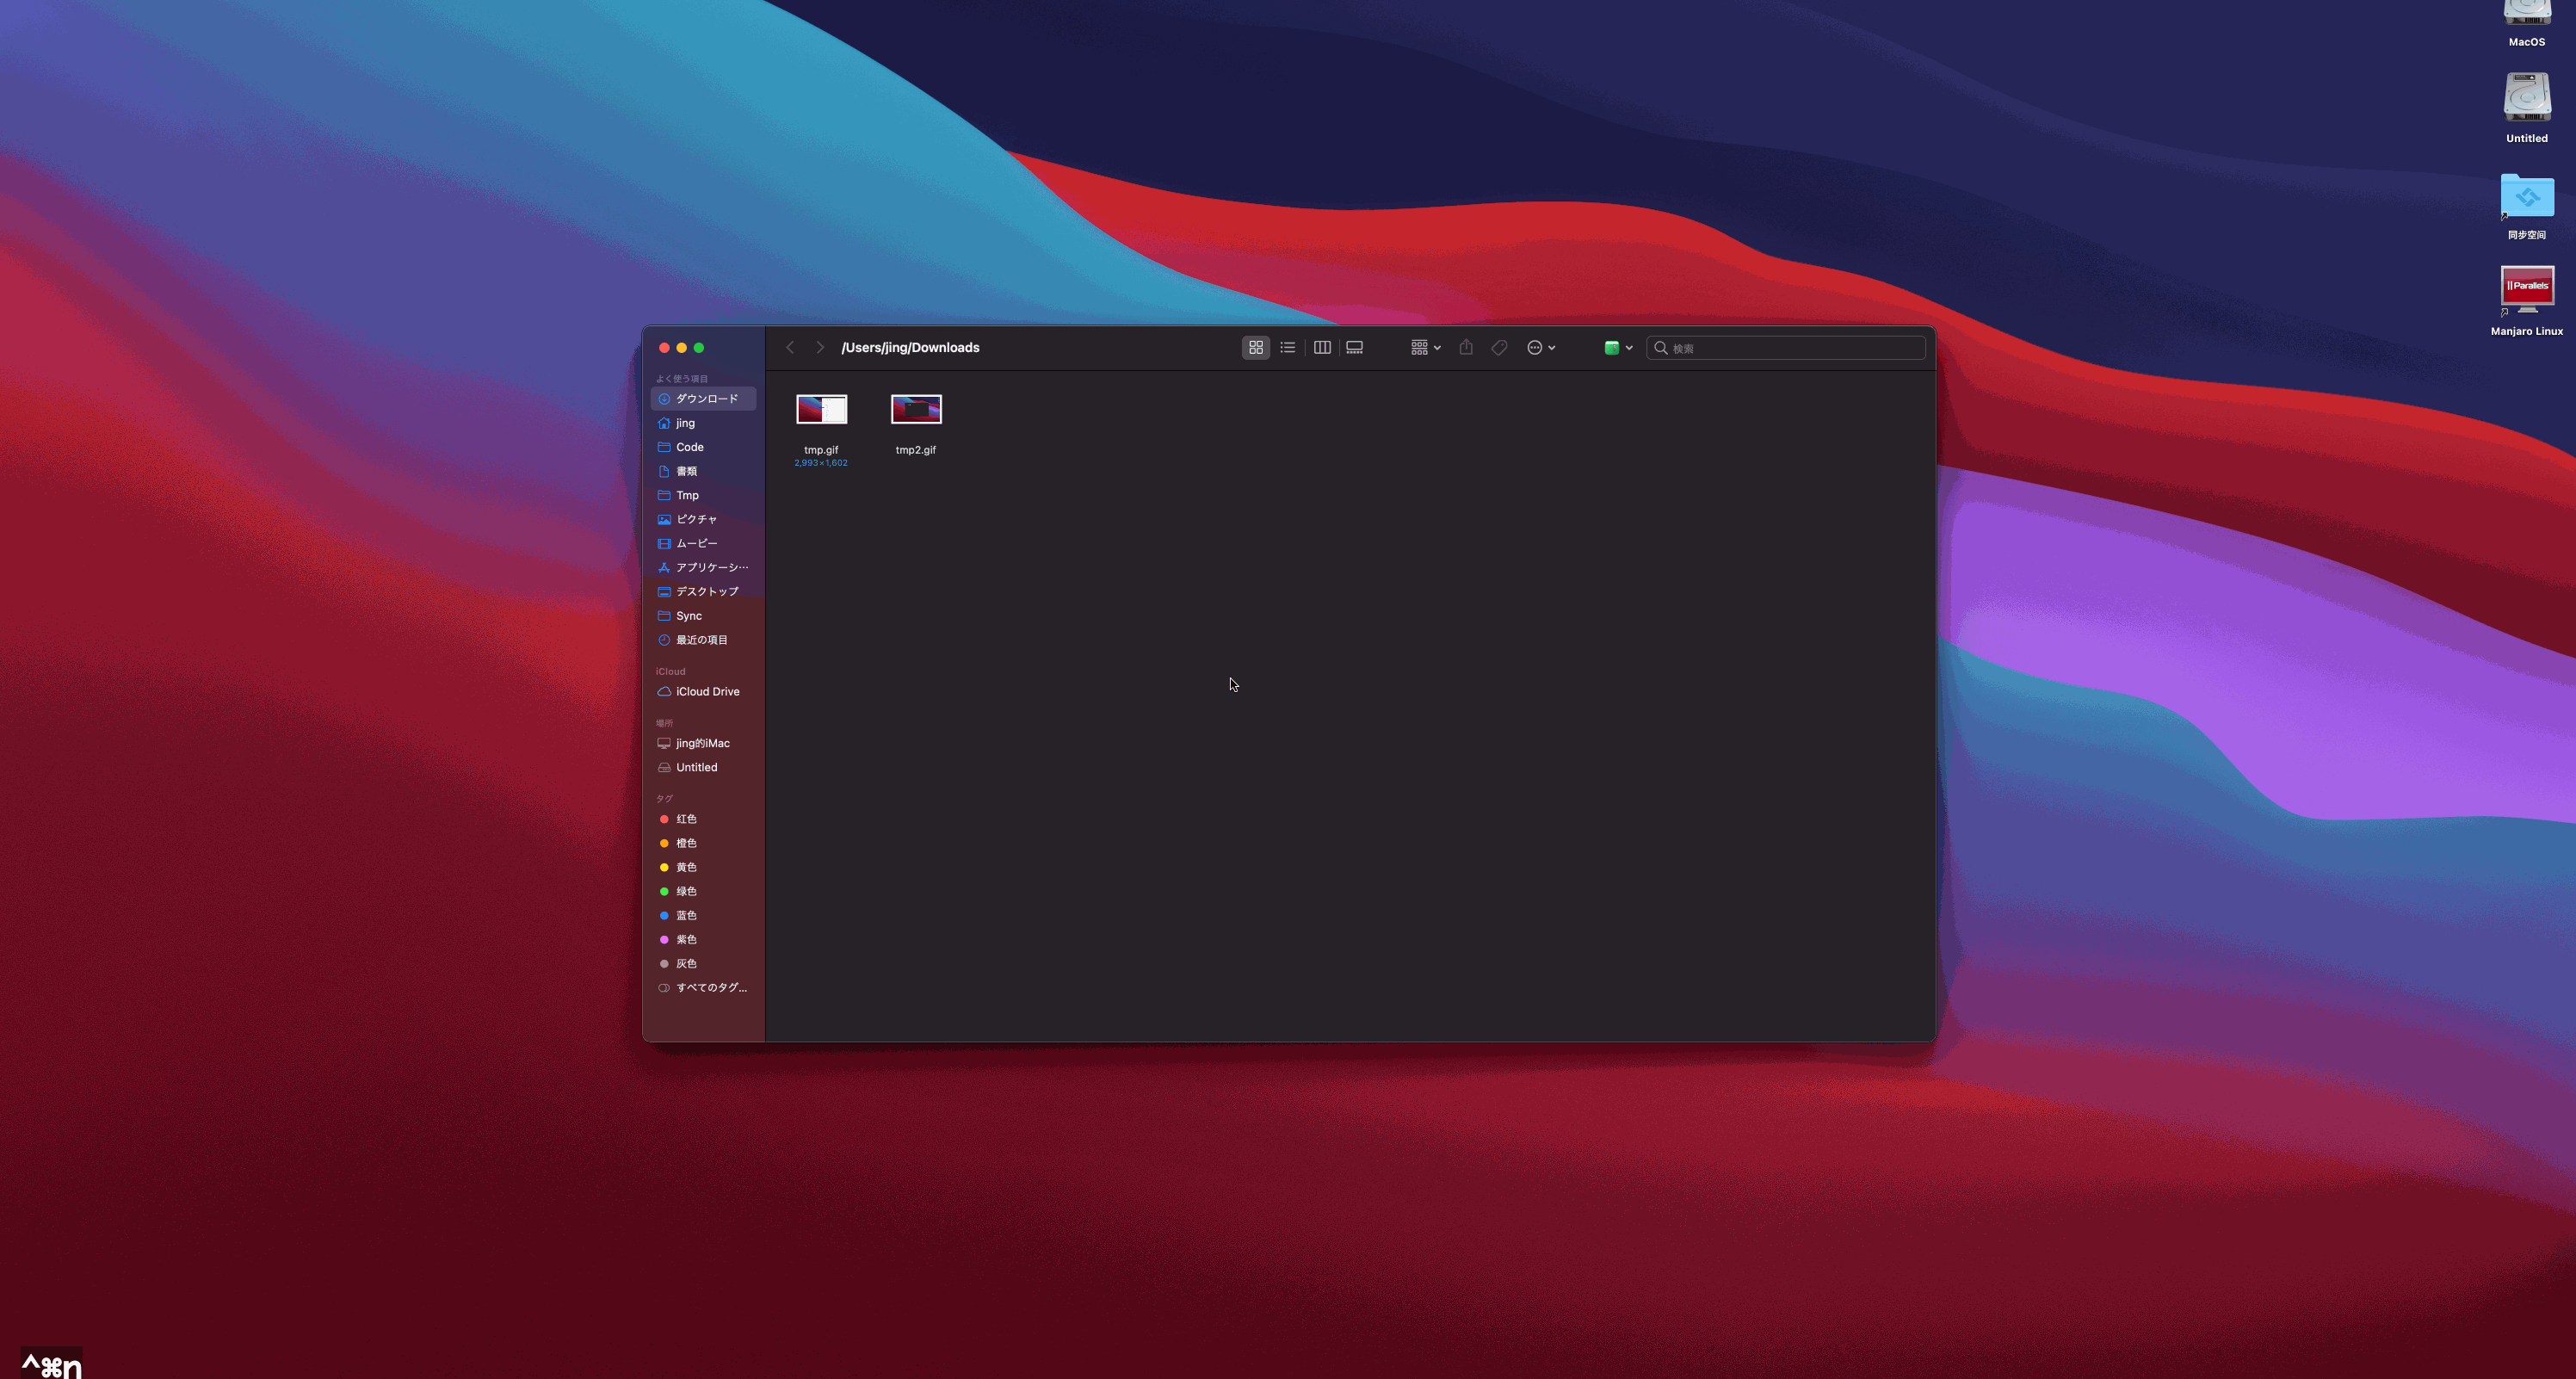 MacOS
Untitled
同步空间
Parallels
Manjaro Linux
/Users/jing/Downloads
検索
よく使う項目
ダウンロード
jing
Code
書類
Tmp
ピクチャ
ムービー
アプリケーシ…
デスクトップ
Sync
最近の項目
iCloud
iCloud Drive
場所
jing的iMac
Untitled
タグ
红色
橙色
黄色
绿色
蓝色
紫色
灰色
すべてのタグ...
tmp.gif
2,993×1,602
tmp2.gif
^⌘n